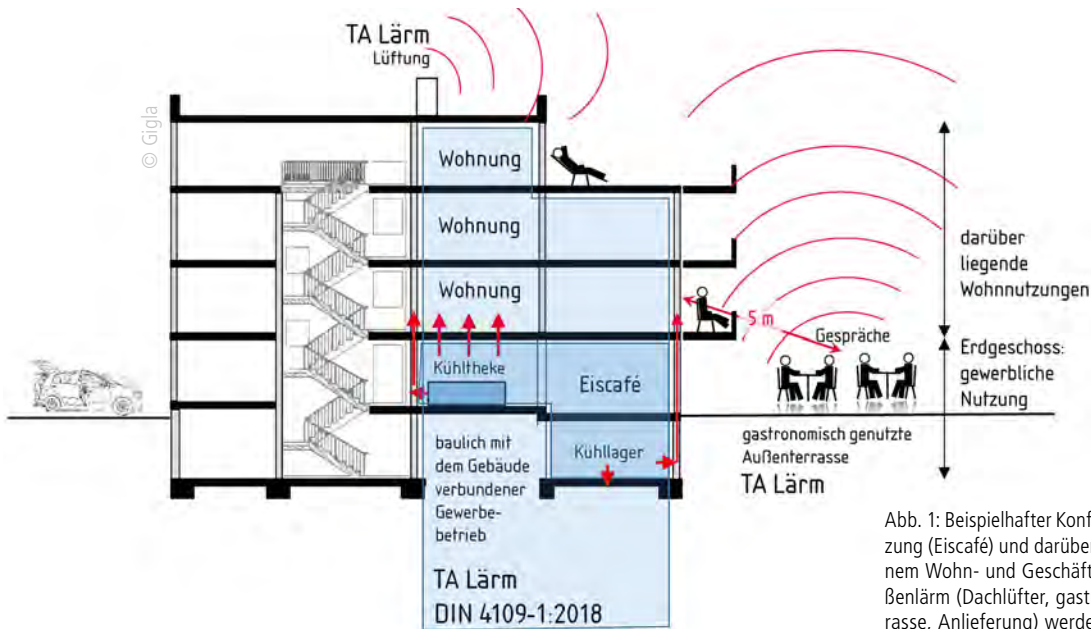 TA Lärm
Lüftung
© Gigla
Wohnung
Wohnung
Wohnung
darüber
liegende
Wohnnutzungen
5 m
Gespräche
Kühltheke
Eiscafé
Erdgeschoss:
gewerbliche
Nutzung
baulich mit
dem Gebäude
verbundener
Gewerbe-
betrieb
Kühllager
gastronomisch genutzte
Außenterrasse
TA Lärm
TA Lärm
DIN 4109-1:2018
Abb. 1: Beispielhafter Konf
zung (Eiscafé) und darübe
nem Wohn- und Geschäft
ßenlärm (Dachlüfter, gast
rasse, Anlieferung) werde